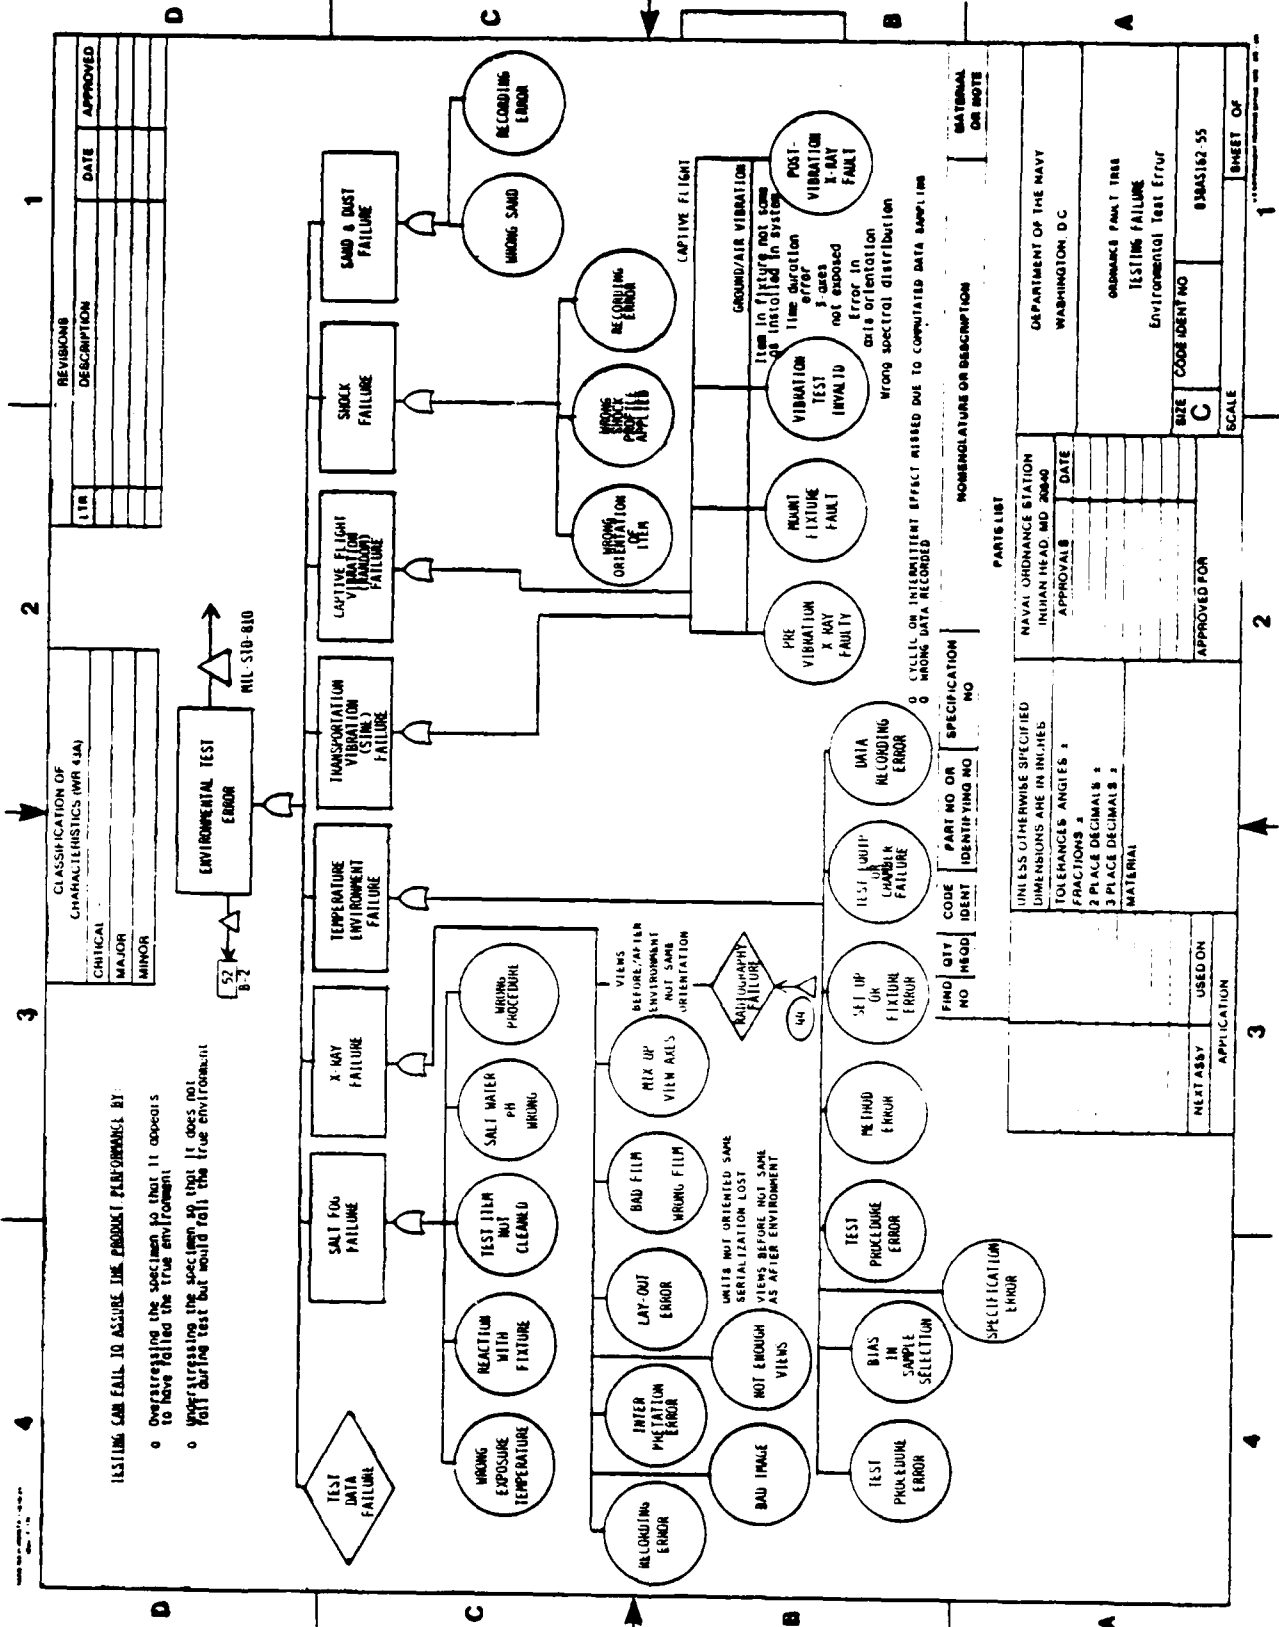 4
3
2
1
D
C
B
A
TESTING CAN FAIL TO ASSURE THE PRODUCT PERFORMANCE BY:
o Overstressing the specimen so that it appears
to have failed the true environment
o Understressing the specimen so that it does not
fail during test but would fail the true environment
CLASSIFICATION OF
CHARACTERISTICS (WR 43A)
CRITICAL
MAJOR
MINOR
REVISIONS
LTR
DESCRIPTION
DATE
APPROVED
52
B-2
ENVIRONMENTAL TEST
ERROR
MIL-STD-810
TEST
DATA
FAILURE
SALT FOG
FAILURE
X-RAY
FAILURE
TEMPERATURE
ENVIRONMENT
FAILURE
TRANSPORTATION
VIBRATION
(SINE)
FAILURE
CAPTIVE FLIGHT
VIBRATION
(RANDOM)
FAILURE
SHOCK
FAILURE
SAND & DUST
FAILURE
WRONG
EXPOSURE
TEMPERATURE
REACTION
WITH
FIXTURE
TEST ITEM
NOT
CLEANED
SALT WATER
PH
WRONG
WRONG
PROCEDURE
WRONG SAND
RECORDING
ERROR
WRONG
ORIENTATION
OF
ITEM
WRONG
SHOCK
PROFILE
APPLIED
RECORDING
ERROR
RECORDING
ERROR
INTER
PRETATION
ERROR
LAY-OUT
ERROR
BAD FILM
WRONG FILM
MIX UP
VIEW AXES
VIEWS
BEFORE/AFTER
ENVIRONMENT
NOT SAME
ORIENTATION
RADIOGRAPHY
FAILURE
44
BAD IMAGE
NOT ENOUGH
VIEWS
UNITS NOT ORIENTED SAME
SERIALIZATION LOST
VIEWS BEFORE NOT SAME
AS AFTER ENVIRONMENT
CAPTIVE FLIGHT
GROUND/AIR VIBRATION
PRE
VIBRATION
X RAY
FAULTY
MOUNT
FIXTURE
FAULT
VIBRATION
TEST
INVALID
Item in fixture not same
as installed in system
Time duration
error
3 axes
not exposed
Error in
axis orientation
Wrong spectral distribution
POST-
VIBRATION
X-RAY
FAULT
TEST
PROCEDURE
ERROR
BIAS
IN
SAMPLE
SELECTION
SPECIFICATION
ERROR
TEST
PROCEDURE
ERROR
METHOD
ERROR
SET UP
OR
FIXTURE
ERROR
TEST EQUIP
OR
CHAMBER
FAILURE
DATA
RECORDING
ERROR
o CYCLIC OR INTERMITTENT EFFECT MISSED DUE TO COMMUTATED DATA SAMPLING
o WRONG DATA RECORDED
FIND
NO
QTY
REQD
CODE
IDENT
PART NO OR
IDENTIFYING NO
SPECIFICATION
NO
NOMENCLATURE OR DESCRIPTION
MATERIAL
OR NOTE
PARTS LIST
UNLESS OTHERWISE SPECIFIED
DIMENSIONS ARE IN INCHES
TOLERANCES ANGLES ±
FRACTIONS ±
2 PLACE DECIMALS ±
3 PLACE DECIMALS ±
MATERIAL
NAVAL ORDNANCE STATION
INDIAN HEAD, MD 20640
APPROVALS
DATE
APPROVED FOR
DEPARTMENT OF THE NAVY
WASHINGTON, D C
ORDNANCE FAULT TREE
TESTING FAILURE
Environmental Test Error
SIZE
C
CODE IDENT NO
038AS162-55
SCALE
SHEET OF
NEXT ASSY
USED ON
APPLICATION
4
3
2
1
D
C
B
A